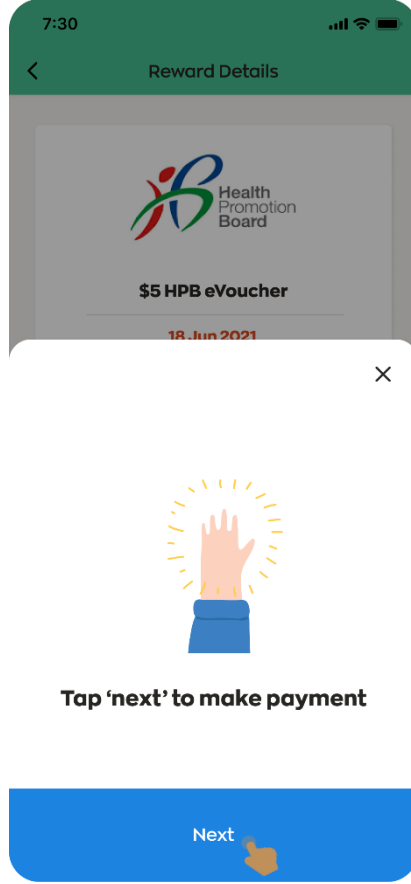 7:30
Reward Details
Health
Promotion
Board
$5 HPB eVoucher
18 Jun 2021
Tap ‘next’ to make payment
Next